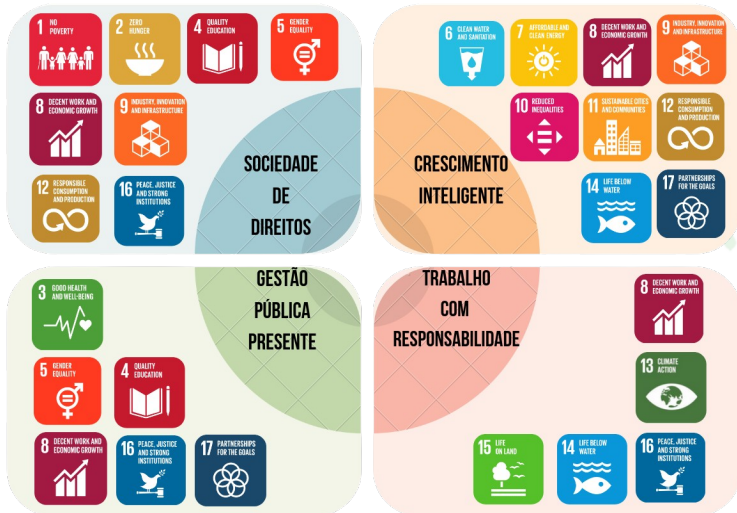 1 NO
POVERTY
2 ZERO
HUNGER
4 QUALITY
EDUCATION
5 GENDER
EQUALITY
8 DECENT WORK AND
ECONOMIC GROWTH
9 INDUSTRY, INNOVATION
AND INFRASTRUCTURE
12 RESPONSIBLE
CONSUMPTION
AND PRODUCTION
16 PEACE, JUSTICE
AND STRONG
INSTITUTIONS
SOCIEDADE
DE
DIREITOS
6 CLEAN WATER
AND SANITATION
7 AFFORDABLE AND
CLEAN ENERGY
8 DECENT WORK AND
ECONOMIC GROWTH
9 INDUSTRY, INNOVATION
AND INFRASTRUCTURE
10 REDUCED
INEQUALITIES
11 SUSTAINABLE CITIES
AND COMMUNITIES
12 RESPONSIBLE
CONSUMPTION
AND PRODUCTION
14 LIFE BELOW
WATER
17 PARTNERSHIPS
FOR THE GOALS
CRESCIMENTO
INTELIGENTE
3 GOOD HEALTH
AND WELL-BEING
5 GENDER
EQUALITY
4 QUALITY
EDUCATION
8 DECENT WORK AND
ECONOMIC GROWTH
16 PEACE, JUSTICE
AND STRONG
INSTITUTIONS
17 PARTNERSHIPS
FOR THE GOALS
GESTÃO
PÚBLICA
PRESENTE
TRABALHO
COM
RESPONSABILIDADE
8 DECENT WORK AND
ECONOMIC GROWTH
13 CLIMATE
ACTION
15 LIFE
ON LAND
14 LIFE BELOW
WATER
16 PEACE, JUSTICE
AND STRONG
INSTITUTIONS